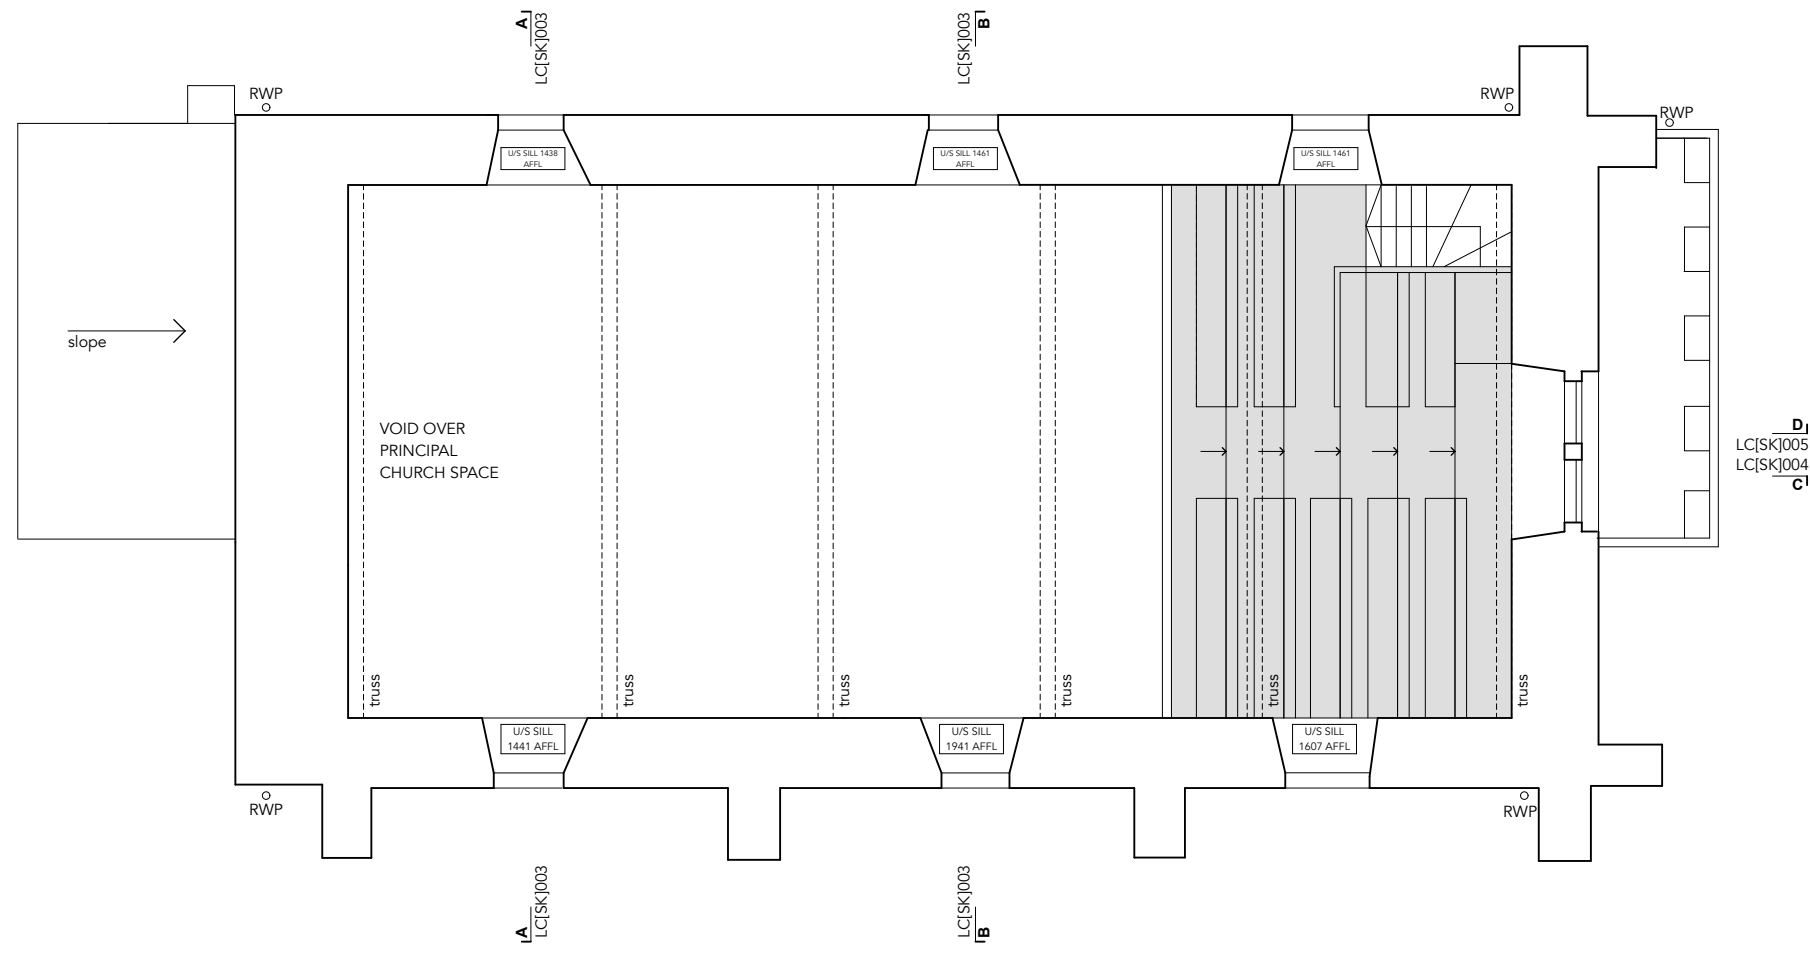 A
LC[SK]003
LC[SK]003
B
RWP
RWP
RWP
U/S SILL 1438
AFFL
U/S SILL 1461
AFFL
U/S SILL 1461
AFFL
slope
VOID OVER
PRINCIPAL
CHURCH SPACE
D
LC[SK]005
LC[SK]004
C
truss
truss
truss
truss
truss
truss
U/S SILL
1441 AFFL
U/S SILL
1941 AFFL
U/S SILL
1607 AFFL
RWP
RWP
A
LC[SK]003
LC[SK]003
B